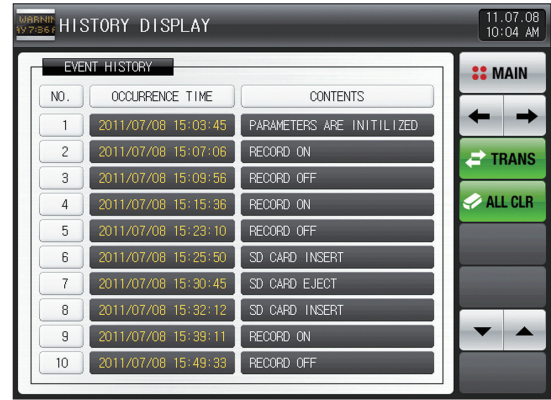 HISTORY DISPLAY
11.07.08
10:04 AM
EVENT HISTORY
NO. OCCURRENCE TIME CONTENTS
1 2011/07/08 15:03:45 PARAMETERS ARE INITILIZED
2 2011/07/08 15:07:06 RECORD ON
3 2011/07/08 15:09:56 RECORD OFF
4 2011/07/08 15:15:36 RECORD ON
5 2011/07/08 15:23:10 RECORD OFF
6 2011/07/08 15:25:50 SD CARD INSERT
7 2011/07/08 15:30:45 SD CARD EJECT
8 2011/07/08 15:32:12 SD CARD INSERT
9 2011/07/08 15:39:11 RECORD ON
10 2011/07/08 15:49:33 RECORD OFF
MAIN
TRANS
ALL CLR